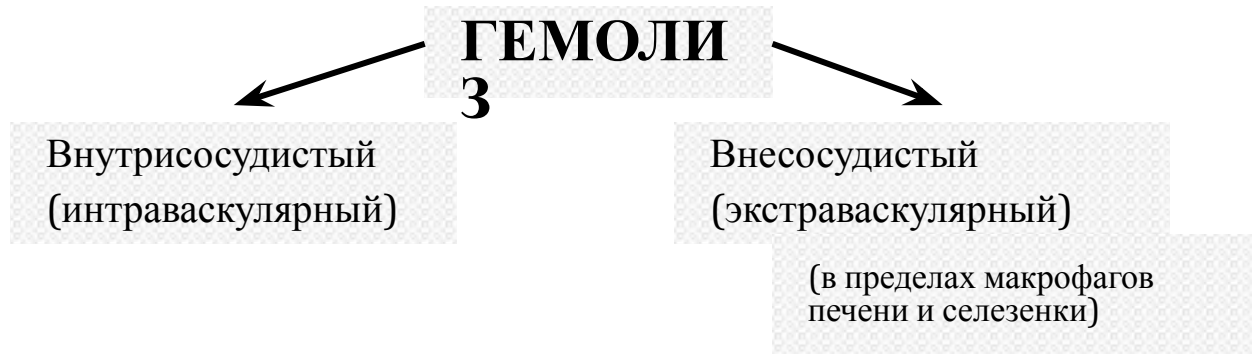 ГЕМОЛИ
З
Внутрисосудистый
(интраваскулярный)
Внесосудистый
(экстраваскулярный)
(в пределах макрофагов
печени и селезенки)